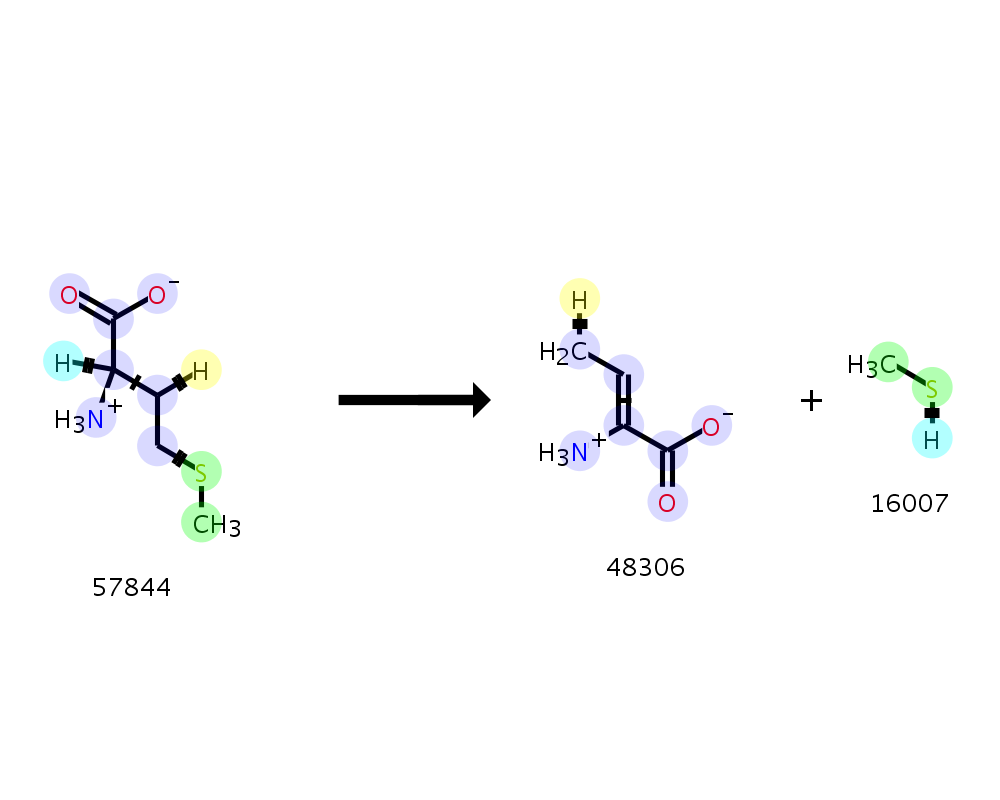 O O−
H H
H3N+
S
CH3
57844
H
H2C
H3N+ O−
O
48306
+
H3C
S
H
16007